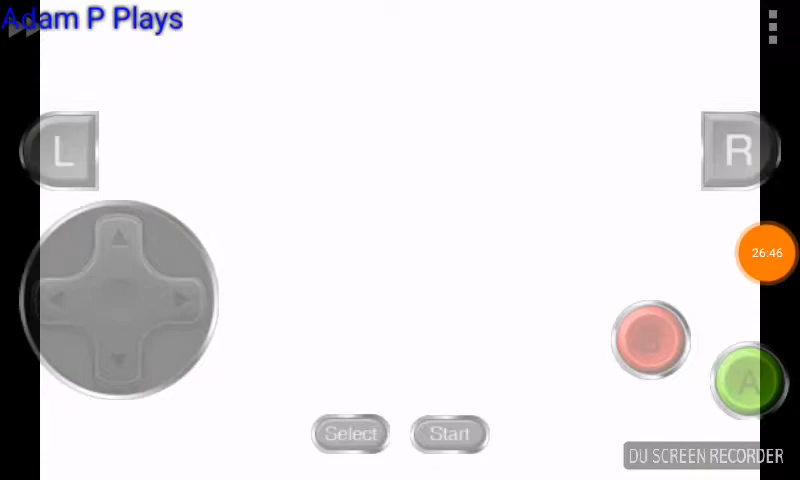 Adam P Plays
L
R
26:46
B
A
Select
Start
DU SCREEN RECORDER